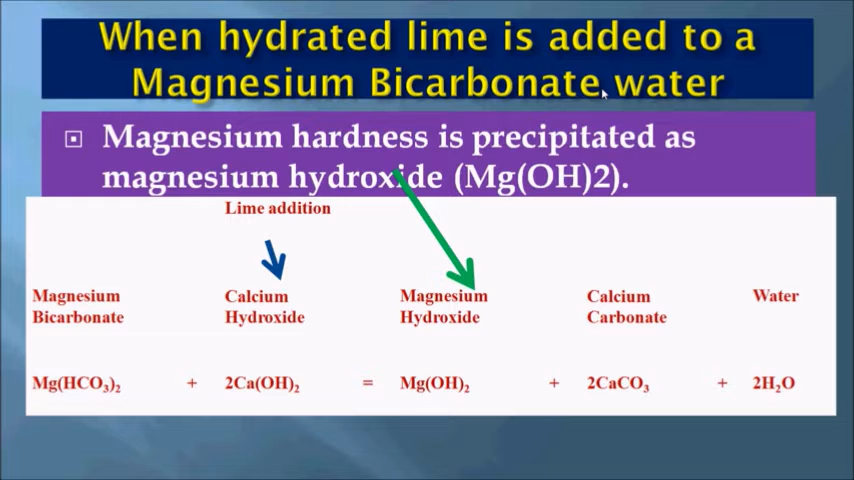 When hydrated lime is added to a
Magnesium Bicarbonate water
Magnesium hardness is precipitated as
magnesium hydroxide (Mg(OH)2).
Lime addition
Magnesium Calcium Magnesium Calcium Water
Bicarbonate Hydroxide Hydroxide Carbonate
Mg(HCO₃)₂ + 2Ca(OH)₂ = Mg(OH)₂ + 2CaCO₃ + 2H₂O